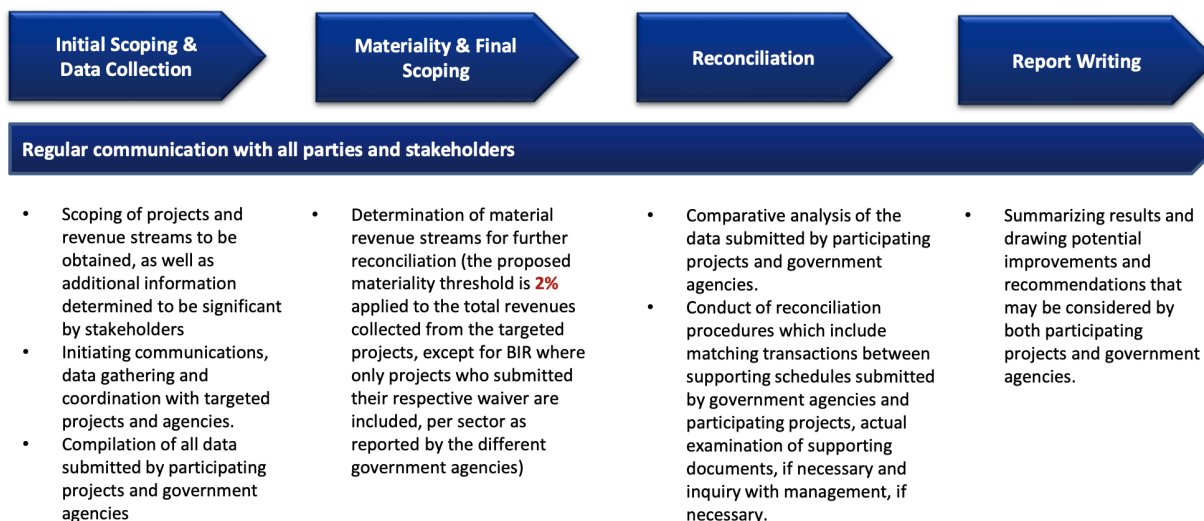 Initial Scoping &
Data Collection
Materiality & Final
Scoping
Reconciliation
Report Writing
Regular communication with all parties and stakeholders
• Scoping of projects and
revenue streams to be
obtained, as well as
additional information
determined to be significant
by stakeholders
• Initiating communications,
data gathering and
coordination with targeted
projects and agencies.
• Compilation of all data
submitted by participating
projects and government
agencies
• Determination of material
revenue streams for further
reconciliation (the proposed
materiality threshold is 2%
applied to the total revenues
collected from the targeted
projects, except for BIR where
only projects who submitted
their respective waiver are
included, per sector as
reported by the different
government agencies)
• Comparative analysis of the
data submitted by participating
projects and government
agencies.
• Conduct of reconciliation
procedures which include
matching transactions between
supporting schedules submitted
by government agencies and
participating projects, actual
examination of supporting
documents, if necessary and
inquiry with management, if
necessary.
• Summarizing results and
drawing potential
improvements and
recommendations that
may be considered by
both participating
projects and government
agencies.